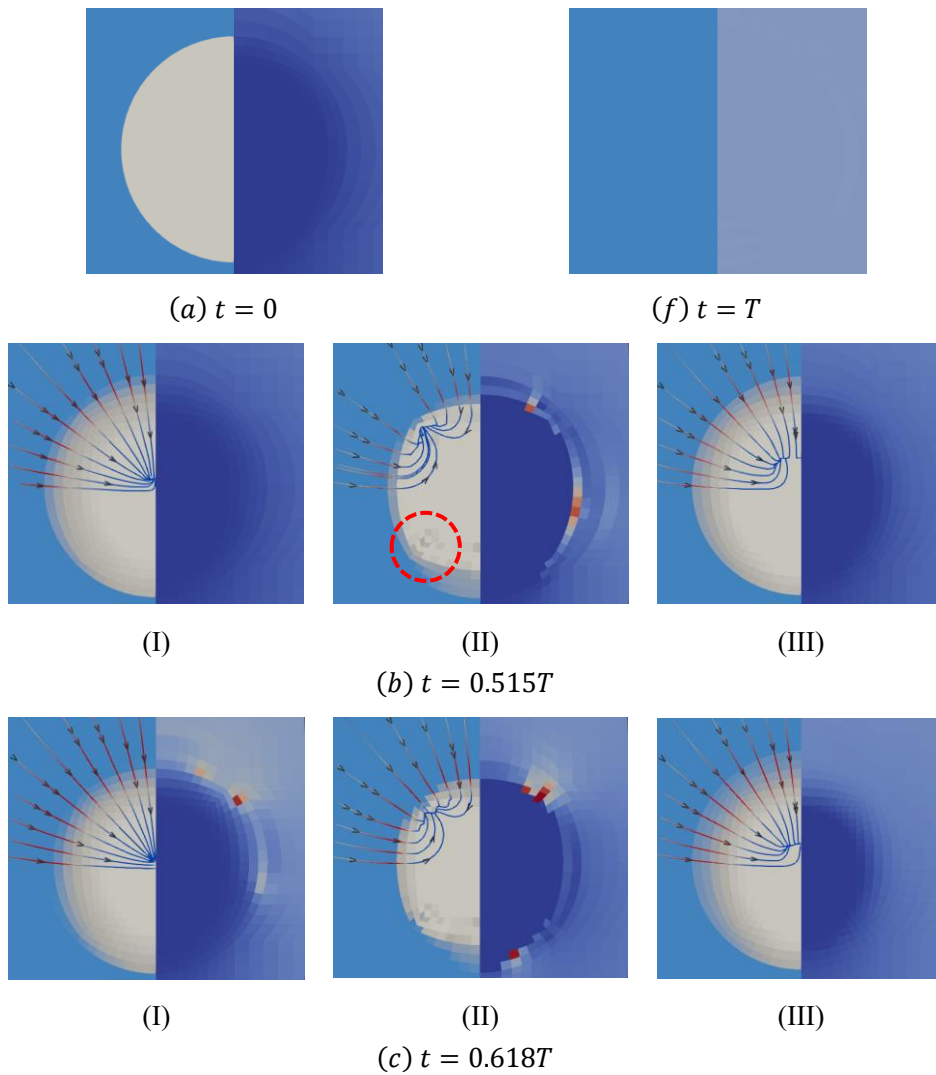 (a) t = 0
(f) t = T
(I)
(II)
(III)
(b) t = 0.515T
(I)
(II)
(III)
(c) t = 0.618T